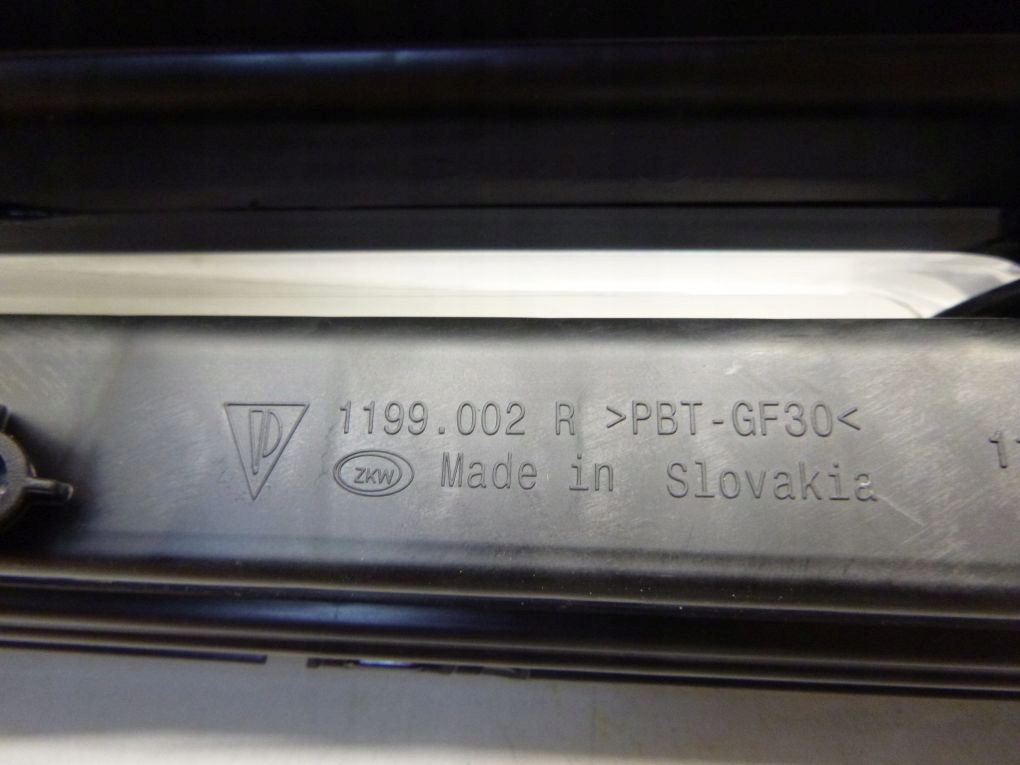 1199.002 R >PBT-GF30<
ZKW Made in Slovakia